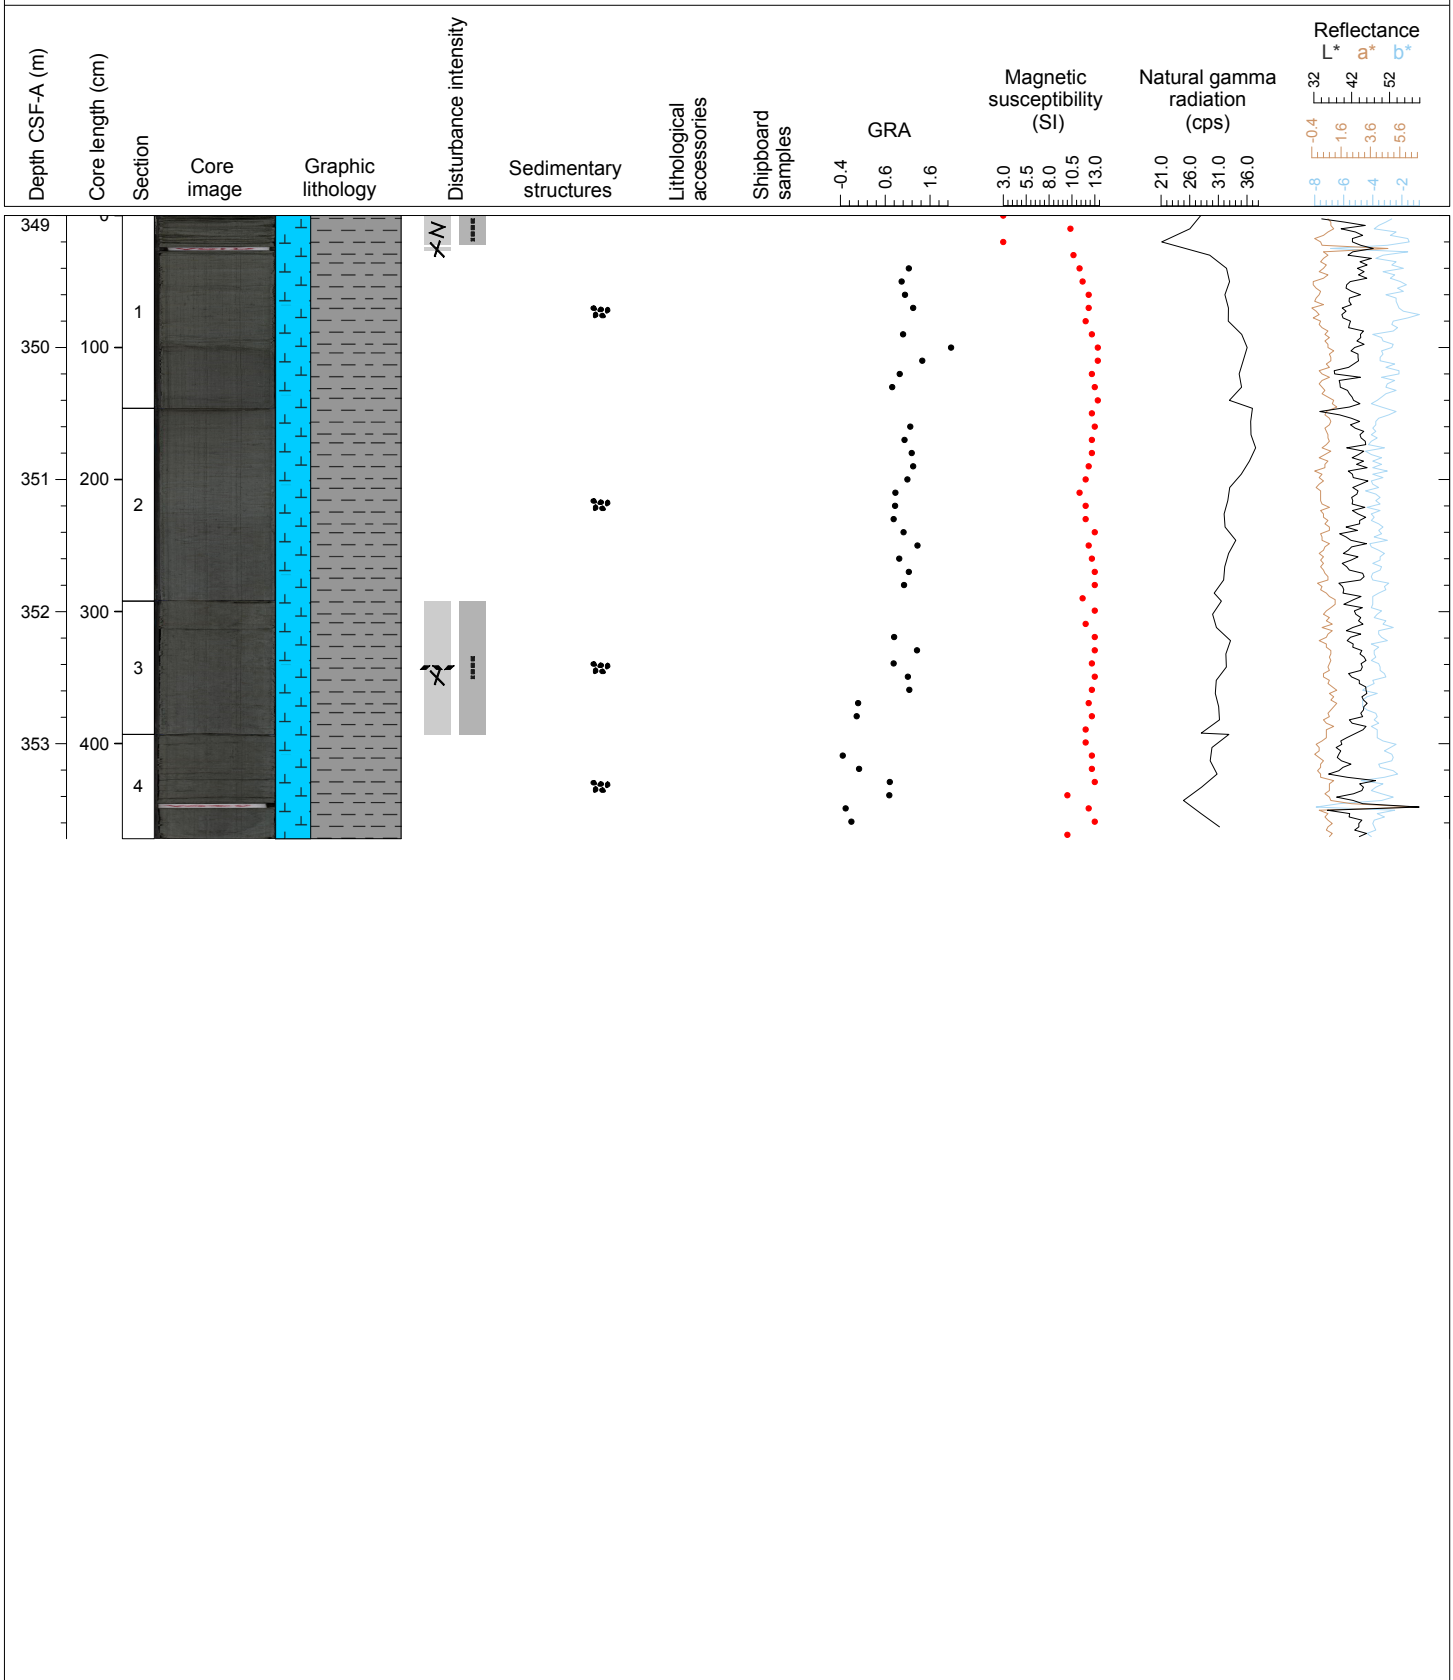 Depth CSF-A (m)
Core length (cm)
Section
Core
image
Graphic
lithology
Disturbance intensity
Sedimentary
structures
Lithological
accessories
Shipboard
samples
GRA
-0.4
0.6
1.6
Magnetic
susceptibility
(SI)
3.0
5.5
8.0
10.5
13.0
Natural gamma
radiation
(cps)
21.0
26.0
31.0
36.0
Reflectance
L* a* b*
32
42
52
-0.4
1.6
3.6
5.6
-8
-6
-4
-2
349
0
1
350
100
351
200
2
352
300
3
353
400
4